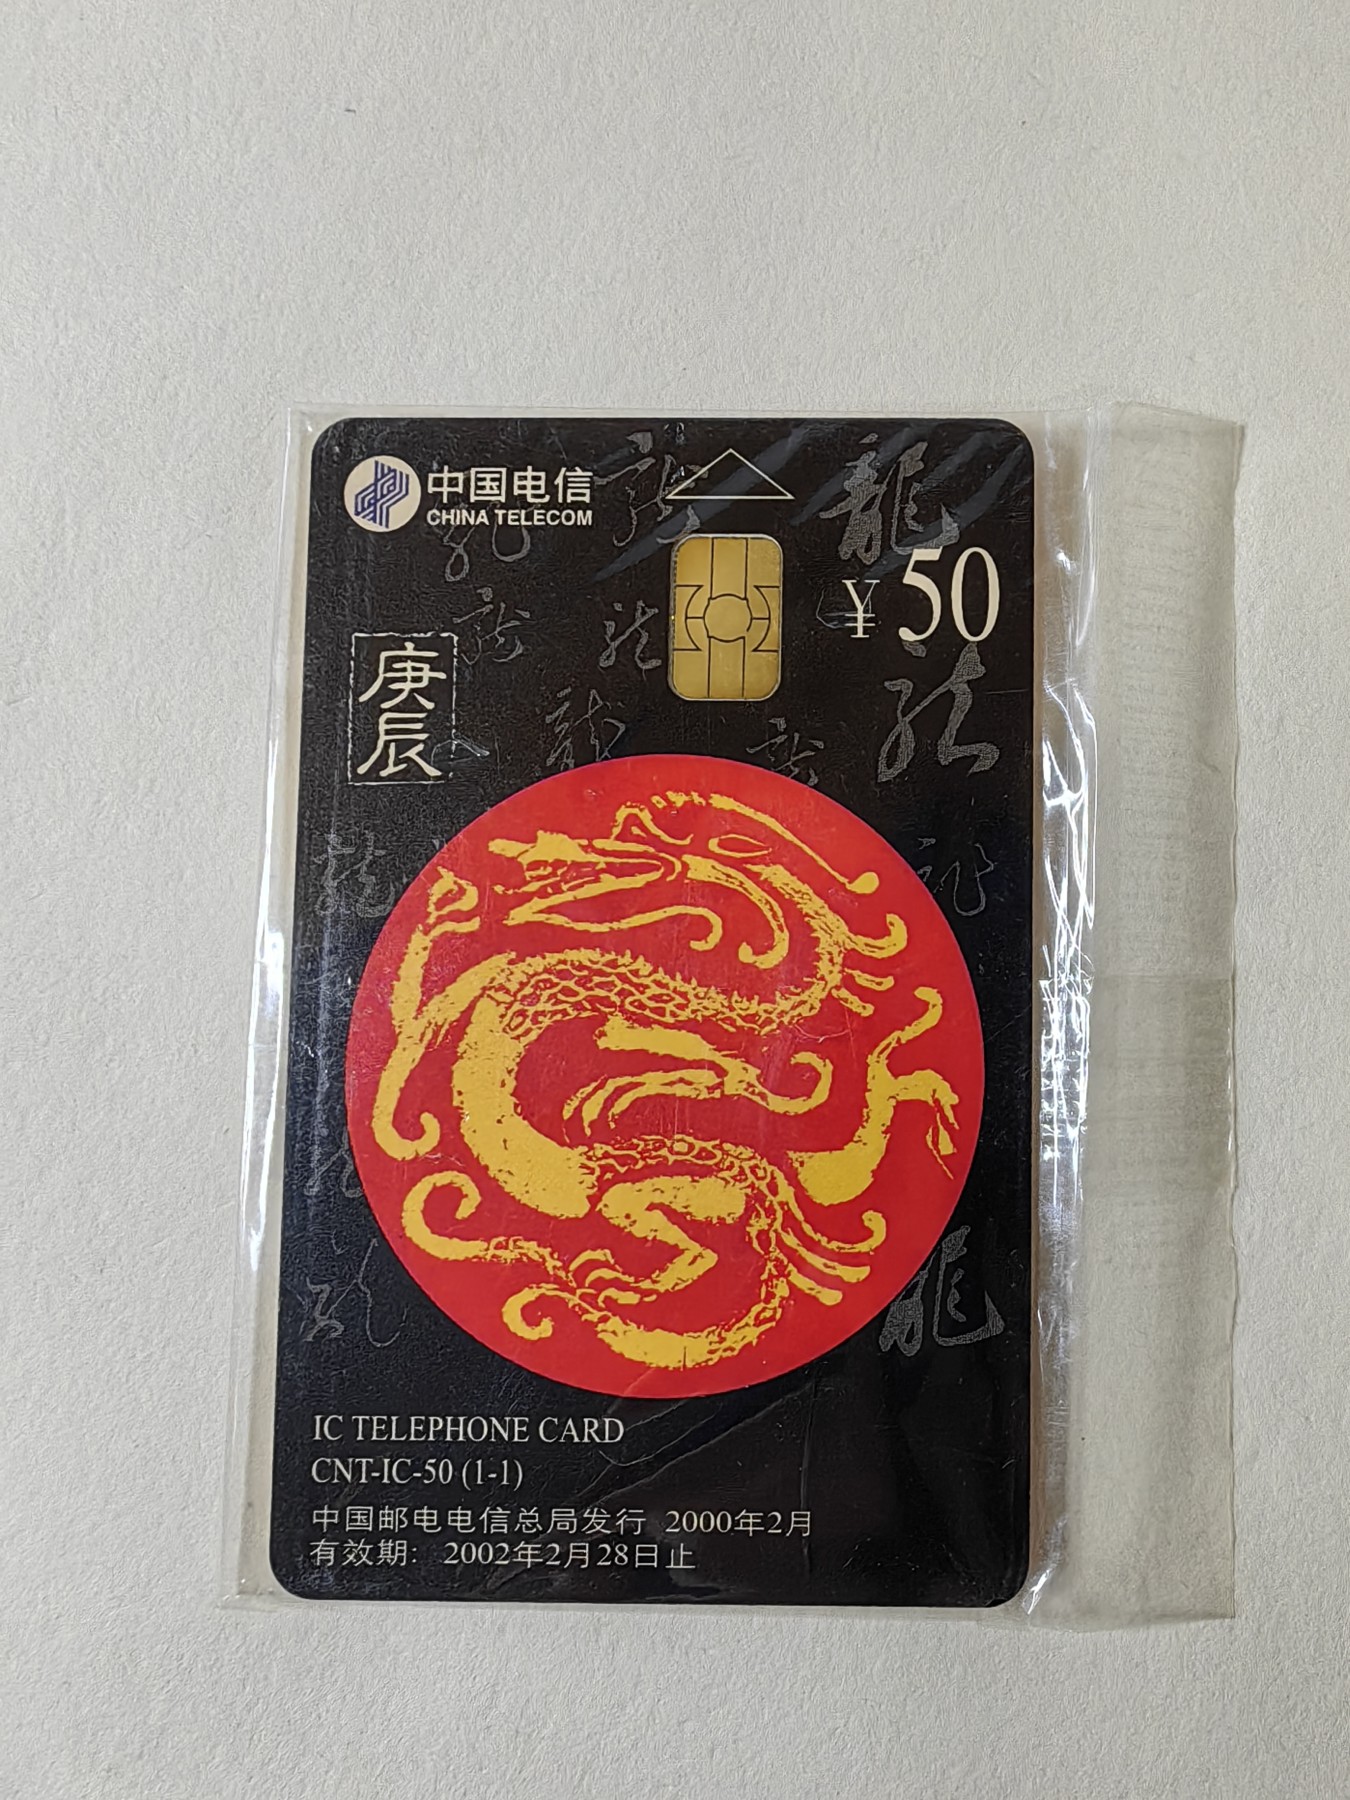 中国电信
CHINA TELECOM
龍
¥50
庚辰
IC TELEPHONE CARD
CNT-IC-50 (1-1)
中国邮电电信总局发行 2000年2月
有效期: 2002年2月28日止